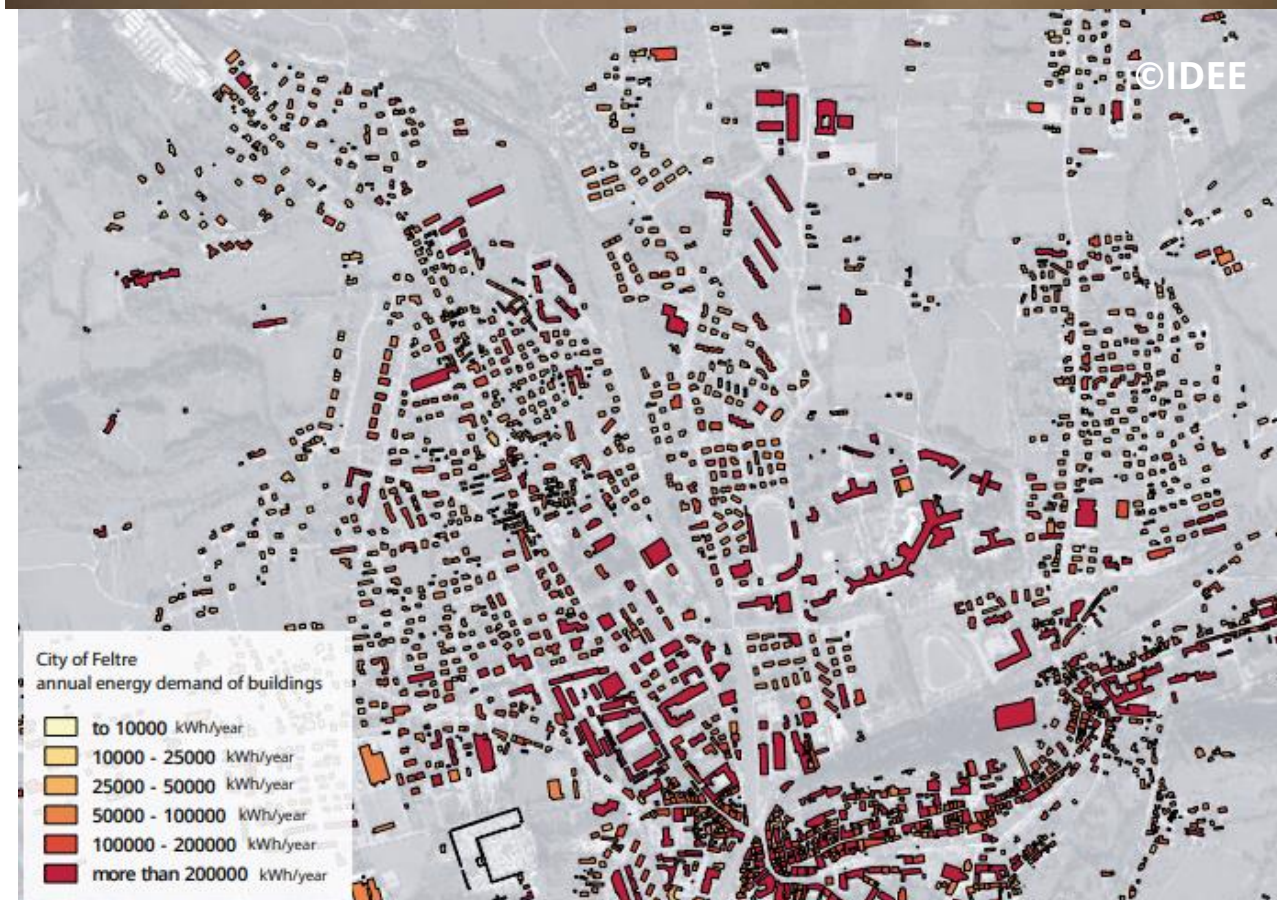 ©IDEE
City of Feltre
annual energy demand of buildings
to 10000 kWh/year
10000 - 25000 kWh/year
25000 - 50000 kWh/year
50000 - 100000 kWh/year
100000 - 200000 kWh/year
more than 200000 kWh/year